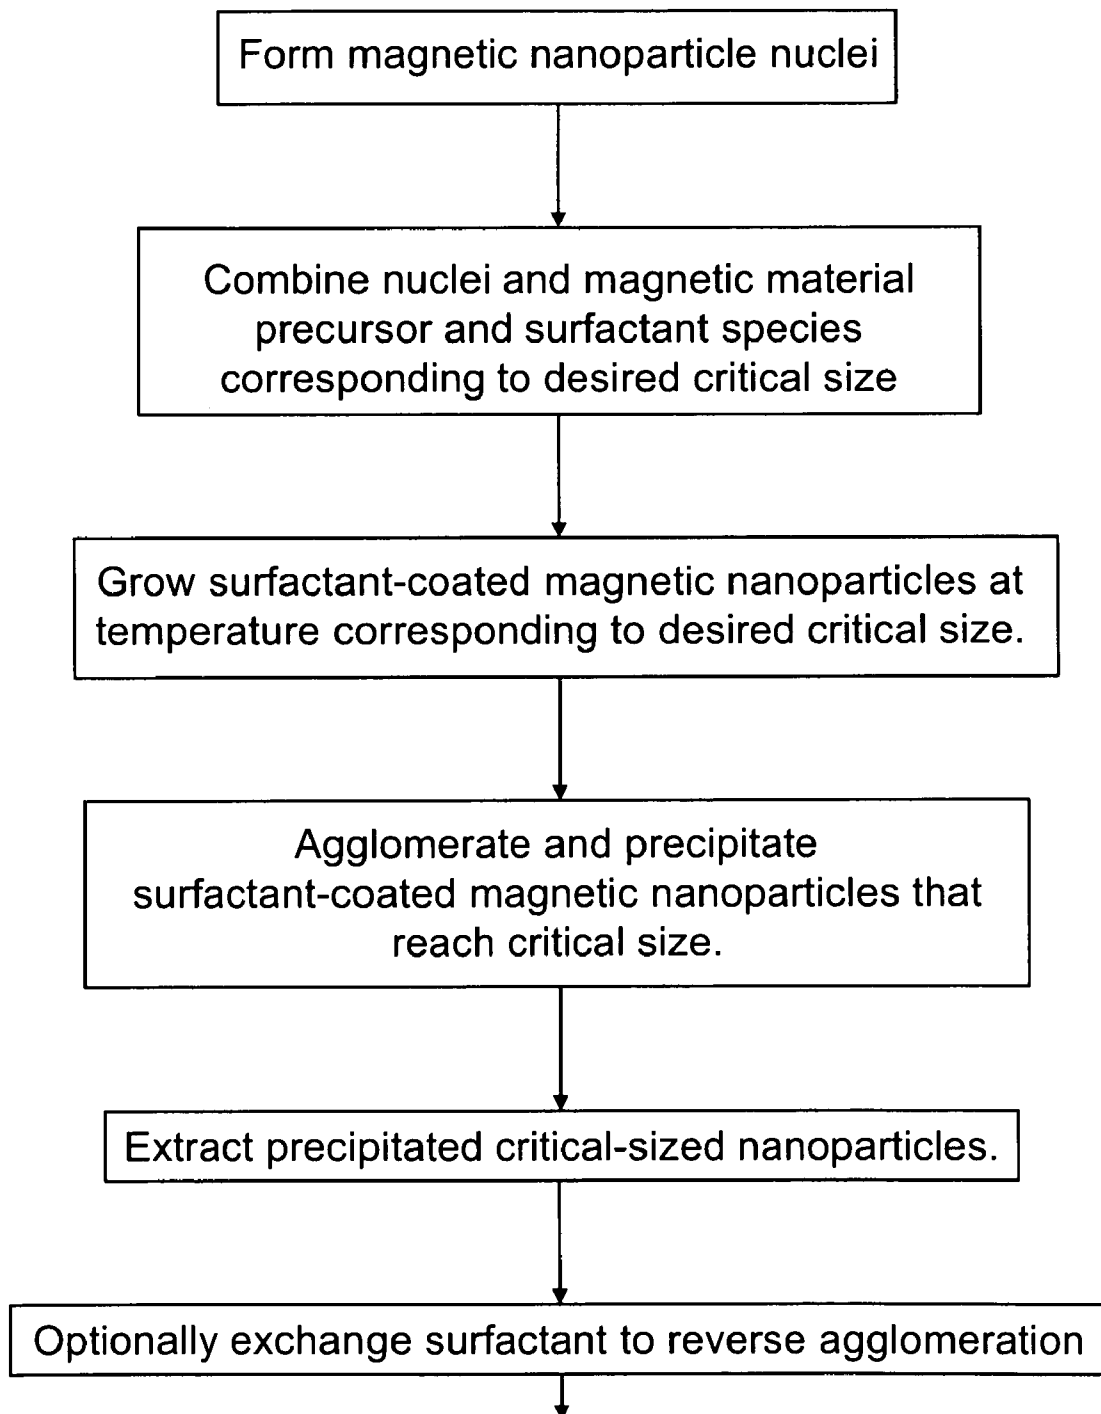 Form magnetic nanoparticle nuclei
Combine nuclei and magnetic material
precursor and surfactant species
corresponding to desired critical size
Grow surfactant-coated magnetic nanoparticles at
temperature corresponding to desired critical size.
Agglomerate and precipitate
surfactant-coated magnetic nanoparticles that
reach critical size.
Extract precipitated critical-sized nanoparticles.
Optionally exchange surfactant to reverse agglomeration